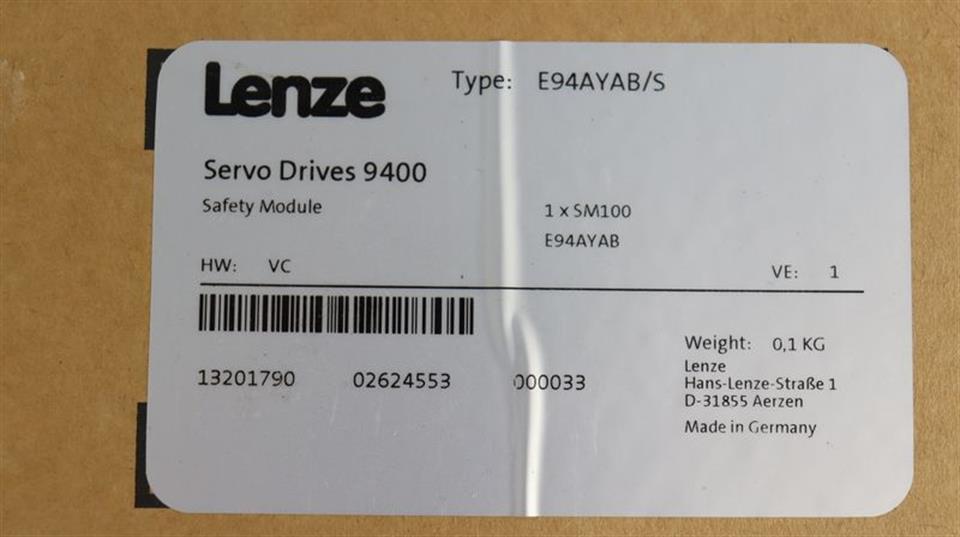 Lenze Type: E94AYAB/S
Servo Drives 9400
Safety Module 1 x SM100
E94AYAB
HW: VC VE: 1
Weight: 0,1 KG
Lenze
13201790 02624553 000033 Hans-Lenze-Straße 1
D-31855 Aerzen
Made in Germany